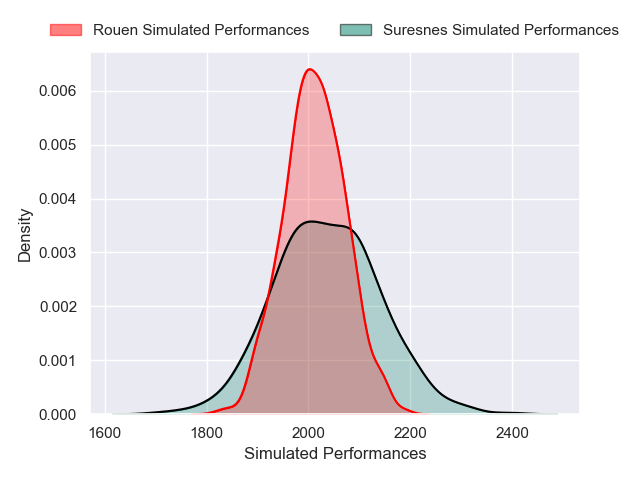 Rouen Simulated Performances
Suresnes Simulated Performances
0.006
0.005
0.004
0.003
0.002
0.001
0.000
Density
1600 1800 2000 2200 2400
Simulated Performances